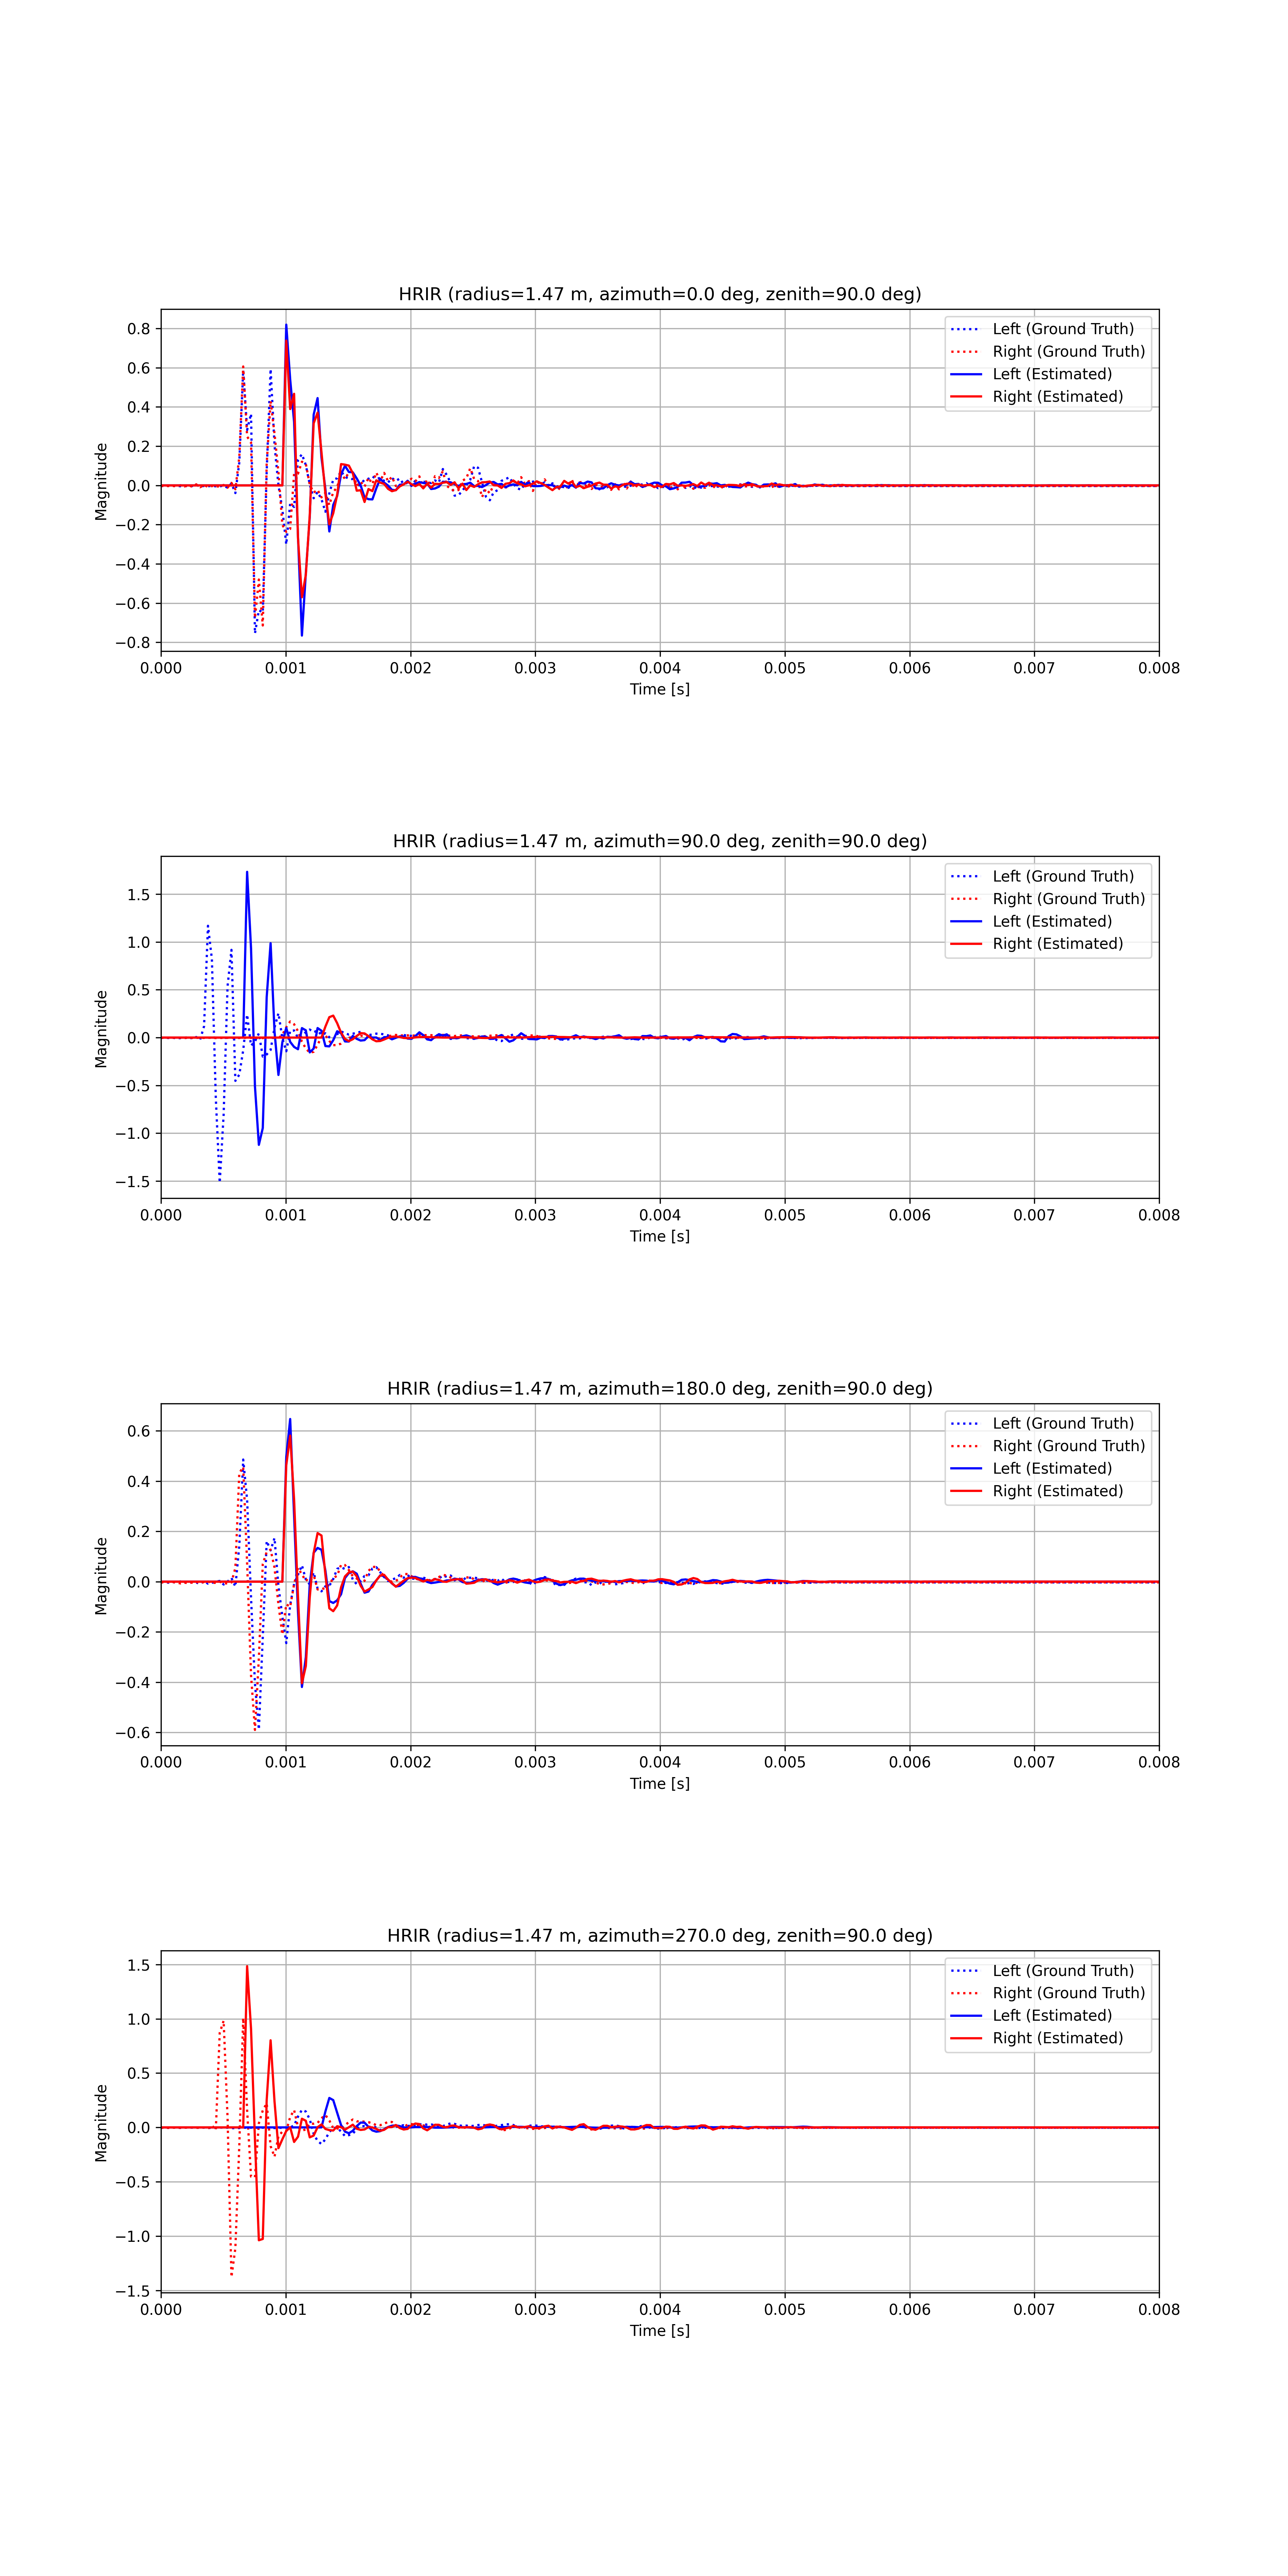 HRIR (radius=1.47 m, azimuth=0.0 deg, zenith=90.0 deg)
Left (Ground Truth)
Right (Ground Truth)
Left (Estimated)
Right (Estimated)
Magnitude
0.8
0.6
0.4
0.2
0.0
−0.2
−0.4
−0.6
−0.8
0.000 0.001 0.002 0.003 0.004 0.005 0.006 0.007 0.008
Time [s]
HRIR (radius=1.47 m, azimuth=90.0 deg, zenith=90.0 deg)
Left (Ground Truth)
Right (Ground Truth)
Left (Estimated)
Right (Estimated)
Magnitude
1.5
1.0
0.5
0.0
−0.5
−1.0
−1.5
0.000 0.001 0.002 0.003 0.004 0.005 0.006 0.007 0.008
Time [s]
HRIR (radius=1.47 m, azimuth=180.0 deg, zenith=90.0 deg)
Left (Ground Truth)
Right (Ground Truth)
Left (Estimated)
Right (Estimated)
Magnitude
0.6
0.4
0.2
0.0
−0.2
−0.4
−0.6
0.000 0.001 0.002 0.003 0.004 0.005 0.006 0.007 0.008
Time [s]
HRIR (radius=1.47 m, azimuth=270.0 deg, zenith=90.0 deg)
Left (Ground Truth)
Right (Ground Truth)
Left (Estimated)
Right (Estimated)
Magnitude
1.5
1.0
0.5
0.0
−0.5
−1.0
−1.5
0.000 0.001 0.002 0.003 0.004 0.005 0.006 0.007 0.008
Time [s]